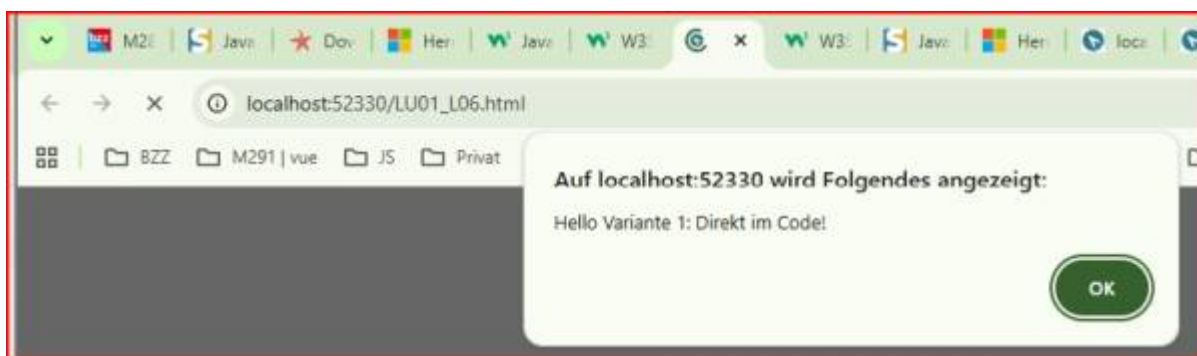 M28 Java Dov Her Java W3 W3 Java Her loca
localhost:52330/LU01_L06.html
BZZ M291 | vue JS Privat
Auf localhost:52330 wird Folgendes angezeigt:
Hello Variante 1: Direkt im Code!
OK